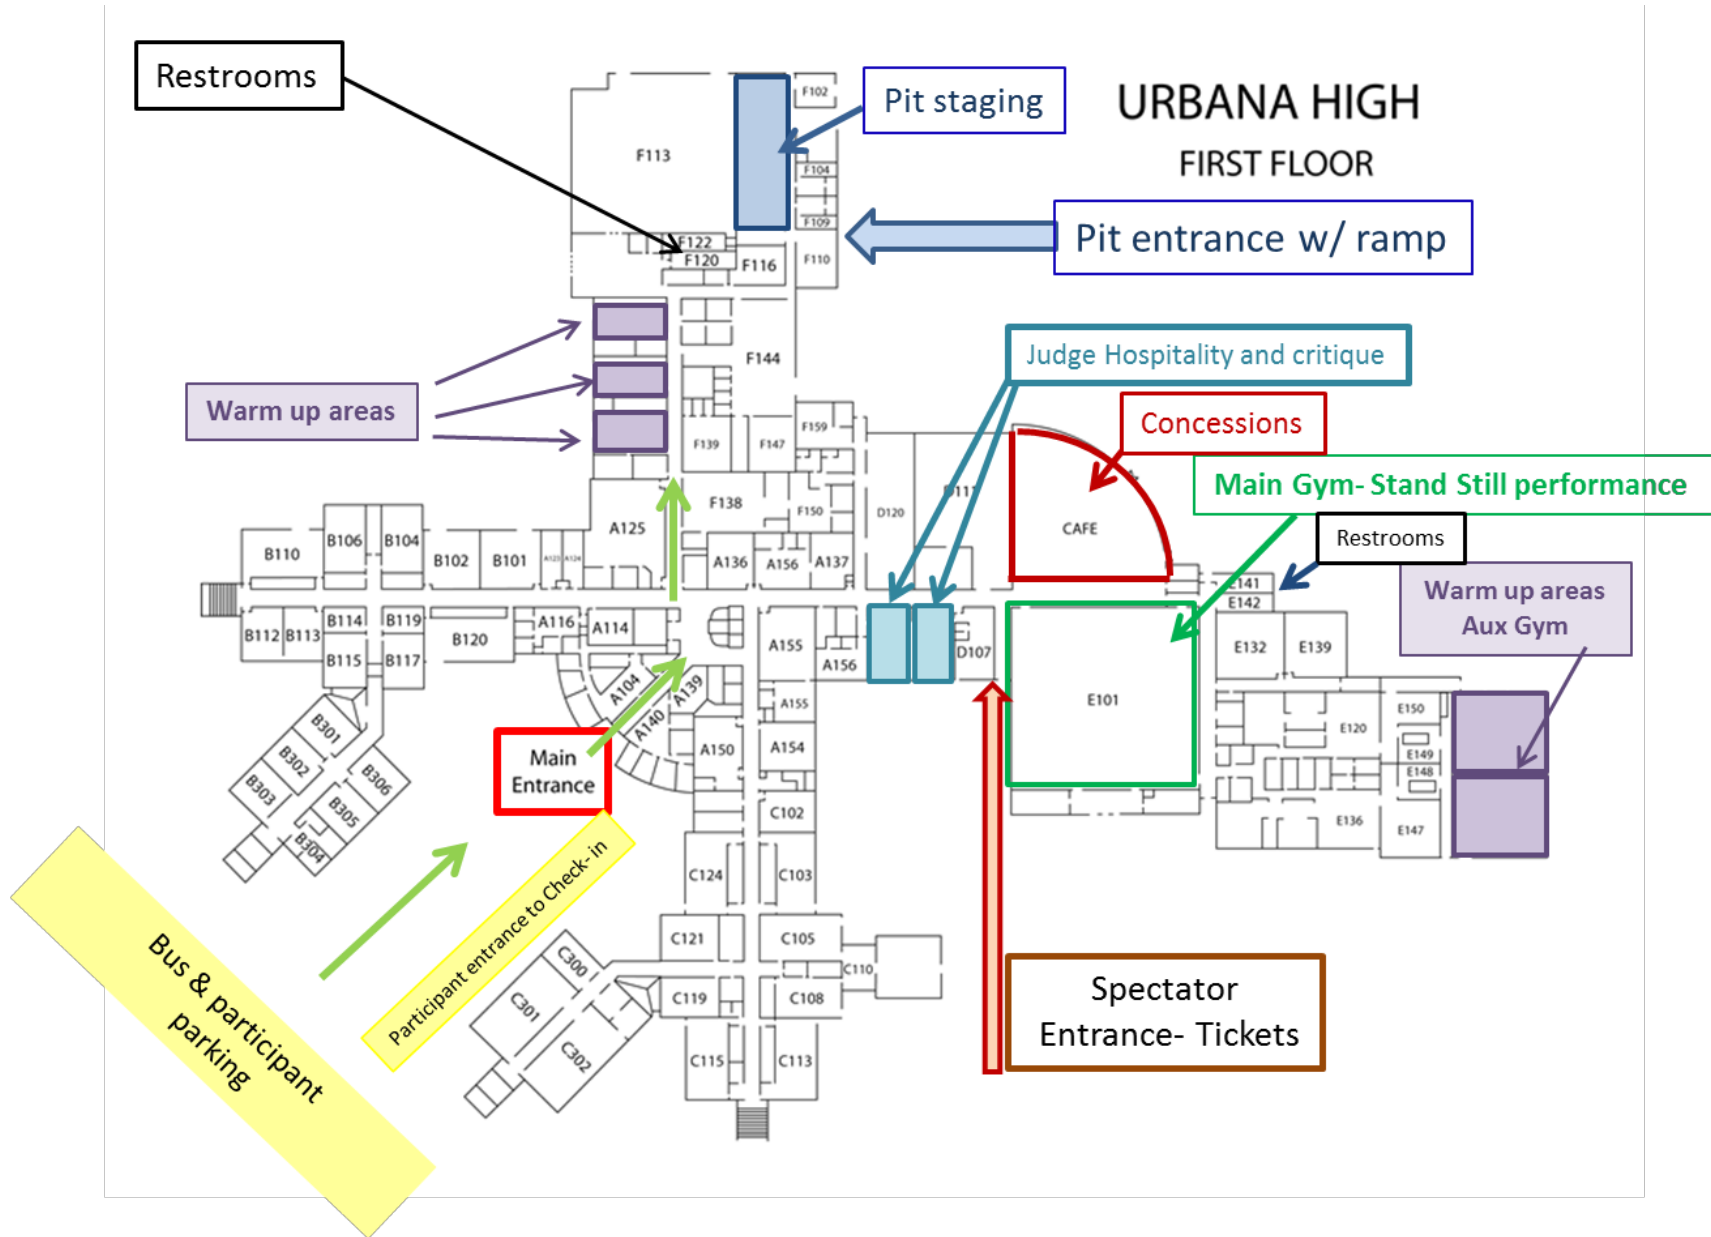 Restrooms
Pit staging
URBANA HIGH
FIRST FLOOR
F102
F113
F104
F109
Pit entrance w/ ramp
F122
F120
F116
F110
Judge Hospitality and critique
F144
Warm up areas
Concessions
F159
F139
F147
Main Gym- Stand Still performance
F138
F150
D120
D111
CAFE
Restrooms
A125
B110
B106
B104
B102
B101
A123
A124
A136
A156
A137
E141
E142
Warm up areas
Aux Gym
B112
B113
B114
B119
B120
A116
A114
B115
B117
A155
A156
D107
E132
E139
A104
A139
A140
A155
E101
E150
E120
B301
B302
B303
B306
B305
B304
Main
Entrance
A150
A154
E149
E148
C102
E136
E147
Participant entrance to Check- in
C124
C103
Bus & participant
parking
C121
C105
C300
C110
C301
C119
C108
C302
C115
C113
Spectator
Entrance- Tickets